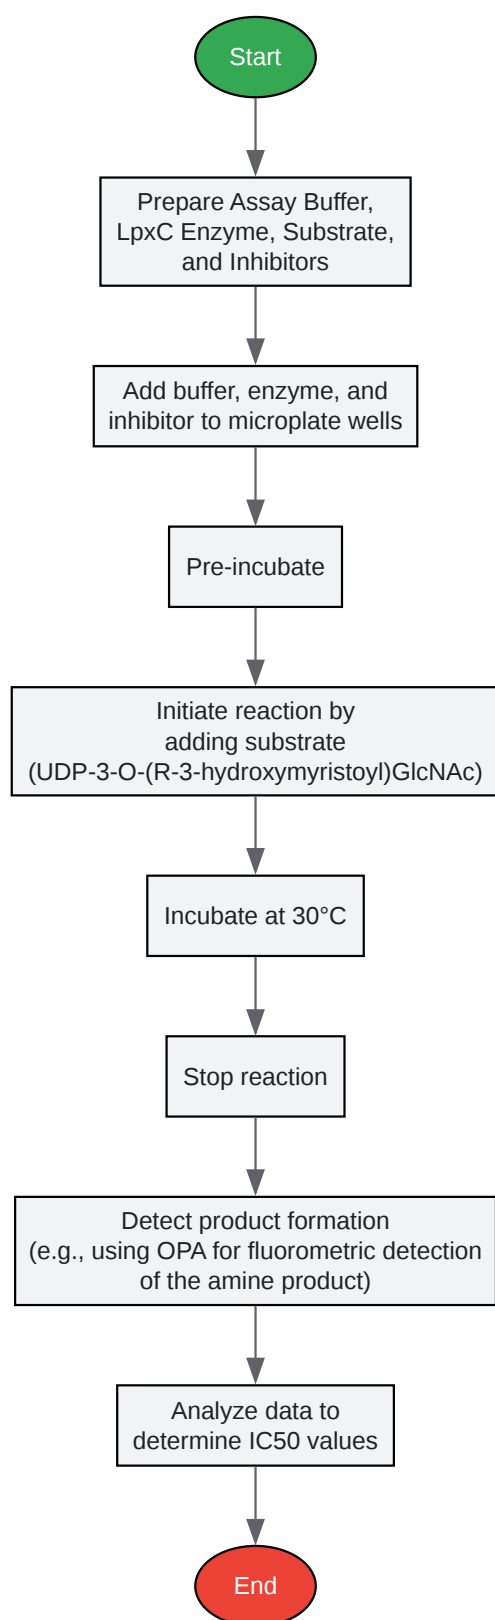 Start
Prepare Assay Buffer,
LpxC Enzyme, Substrate,
and Inhibitors
Add buffer, enzyme, and
inhibitor to microplate wells
Pre-incubate
Initiate reaction by
adding substrate
(UDP-3-O-(R-3-hydroxymyristoyl)GlcNAc)
Incubate at 30°C
Stop reaction
Detect product formation
(e.g., using OPA for fluorometric detection
of the amine product)
Analyze data to
determine IC50 values
End